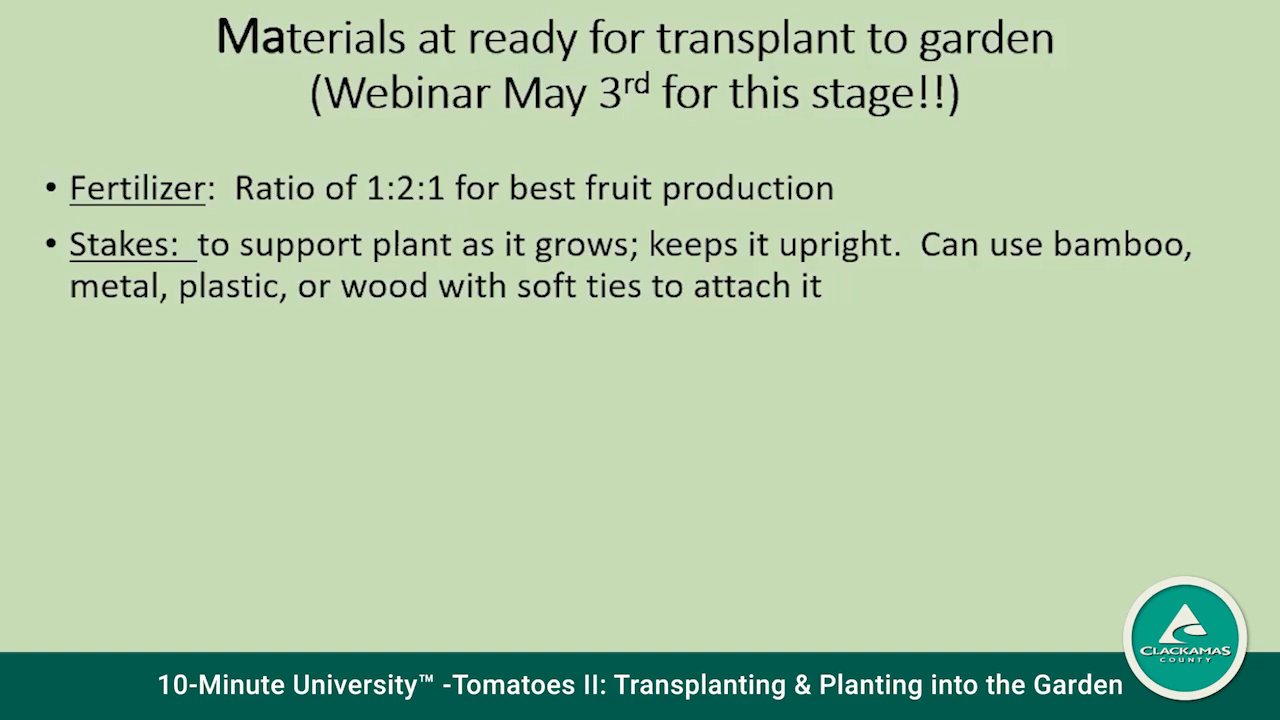 Materials at ready for transplant to garden
(Webinar May 3rd for this stage!!)
• Fertilizer: Ratio of 1:2:1 for best fruit production
• Stakes: to support plant as it grows; keeps it upright. Can use bamboo,
metal, plastic, or wood with soft ties to attach it
CLACKAMAS
COUNTY
10-Minute University™ -Tomatoes II: Transplanting & Planting into the Garden